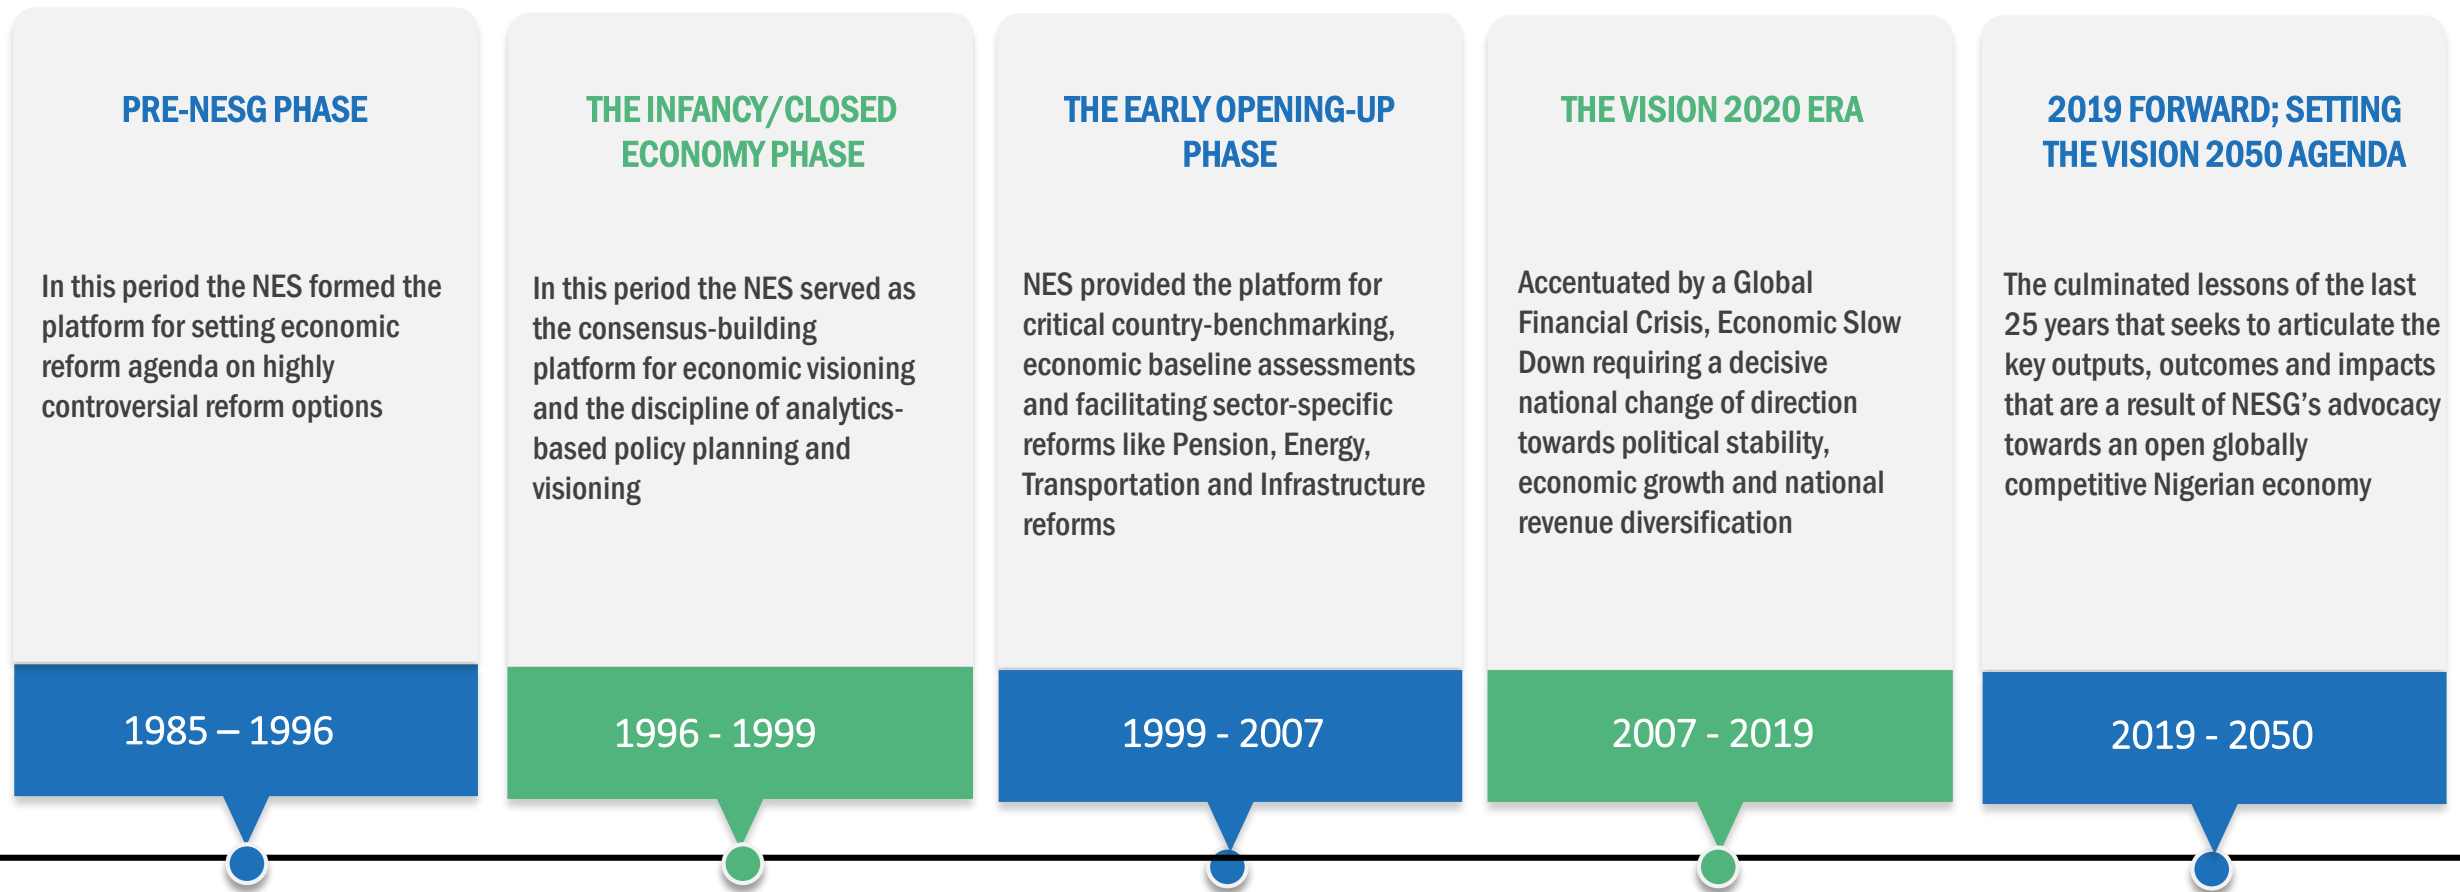 PRE-NESG PHASE
In this period the NES formed the
platform for setting economic
reform agenda on highly
controversial reform options
1985 – 1996
THE INFANCY/CLOSED
ECONOMY PHASE
In this period the NES served as
the consensus-building
platform for economic visioning
and the discipline of analytics-
based policy planning and
visioning
1996 - 1999
THE EARLY OPENING-UP
PHASE
NES provided the platform for
critical country-benchmarking,
economic baseline assessments
and facilitating sector-specific
reforms like Pension, Energy,
Transportation and Infrastructure
reforms
1999 - 2007
THE VISION 2020 ERA
Accentuated by a Global
Financial Crisis, Economic Slow
Down requiring a decisive
national change of direction
towards political stability,
economic growth and national
revenue diversification
2007 - 2019
2019 FORWARD; SETTING
THE VISION 2050 AGENDA
The culminated lessons of the last
25 years that seeks to articulate the
key outputs, outcomes and impacts
that are a result of NESG’s advocacy
towards an open globally
competitive Nigerian economy
2019 - 2050